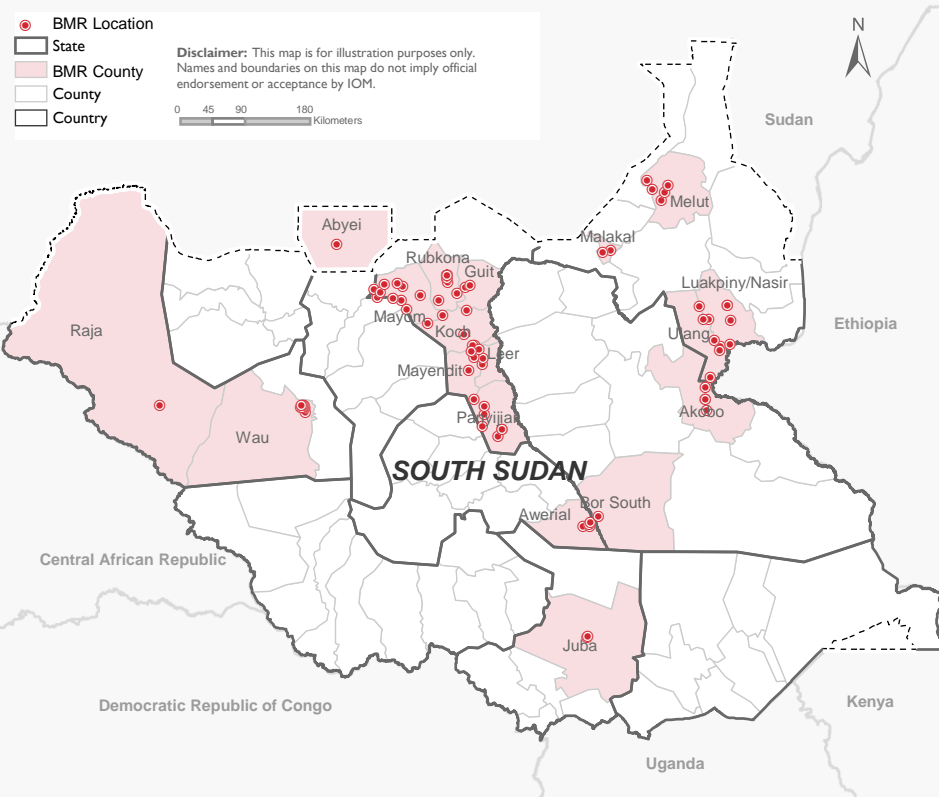 BMR Location
State
BMR County
County
Country
Disclaimer: This map is for illustration purposes only.
Names and boundaries on this map do not imply official
endorsement or acceptance by IOM.
0 45 90 180
Kilometers
N
Sudan
Melut
Abyei
Malakal
Rubkona
Guit
Luakpiny/Nasir
Raja
Mayom
Koch
Ulang
Ethiopia
Leer
Mayendit
Panyijiar
Akobo
Wau
SOUTH SUDAN
Bor South
Awerial
Central African Republic
Juba
Democratic Republic of Congo
Kenya
Uganda